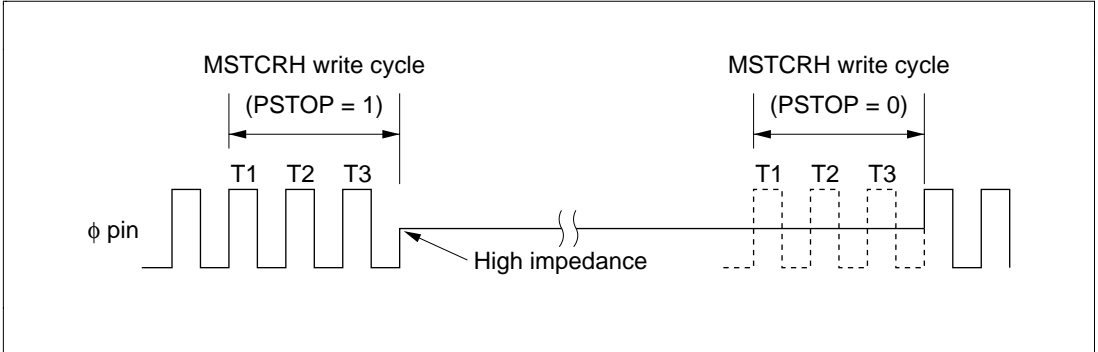 MSTCRH write cycle
(PSTOP = 1)
MSTCRH write cycle
(PSTOP = 0)
T1 T2 T3
T1 T2 T3
φ pin
High impedance